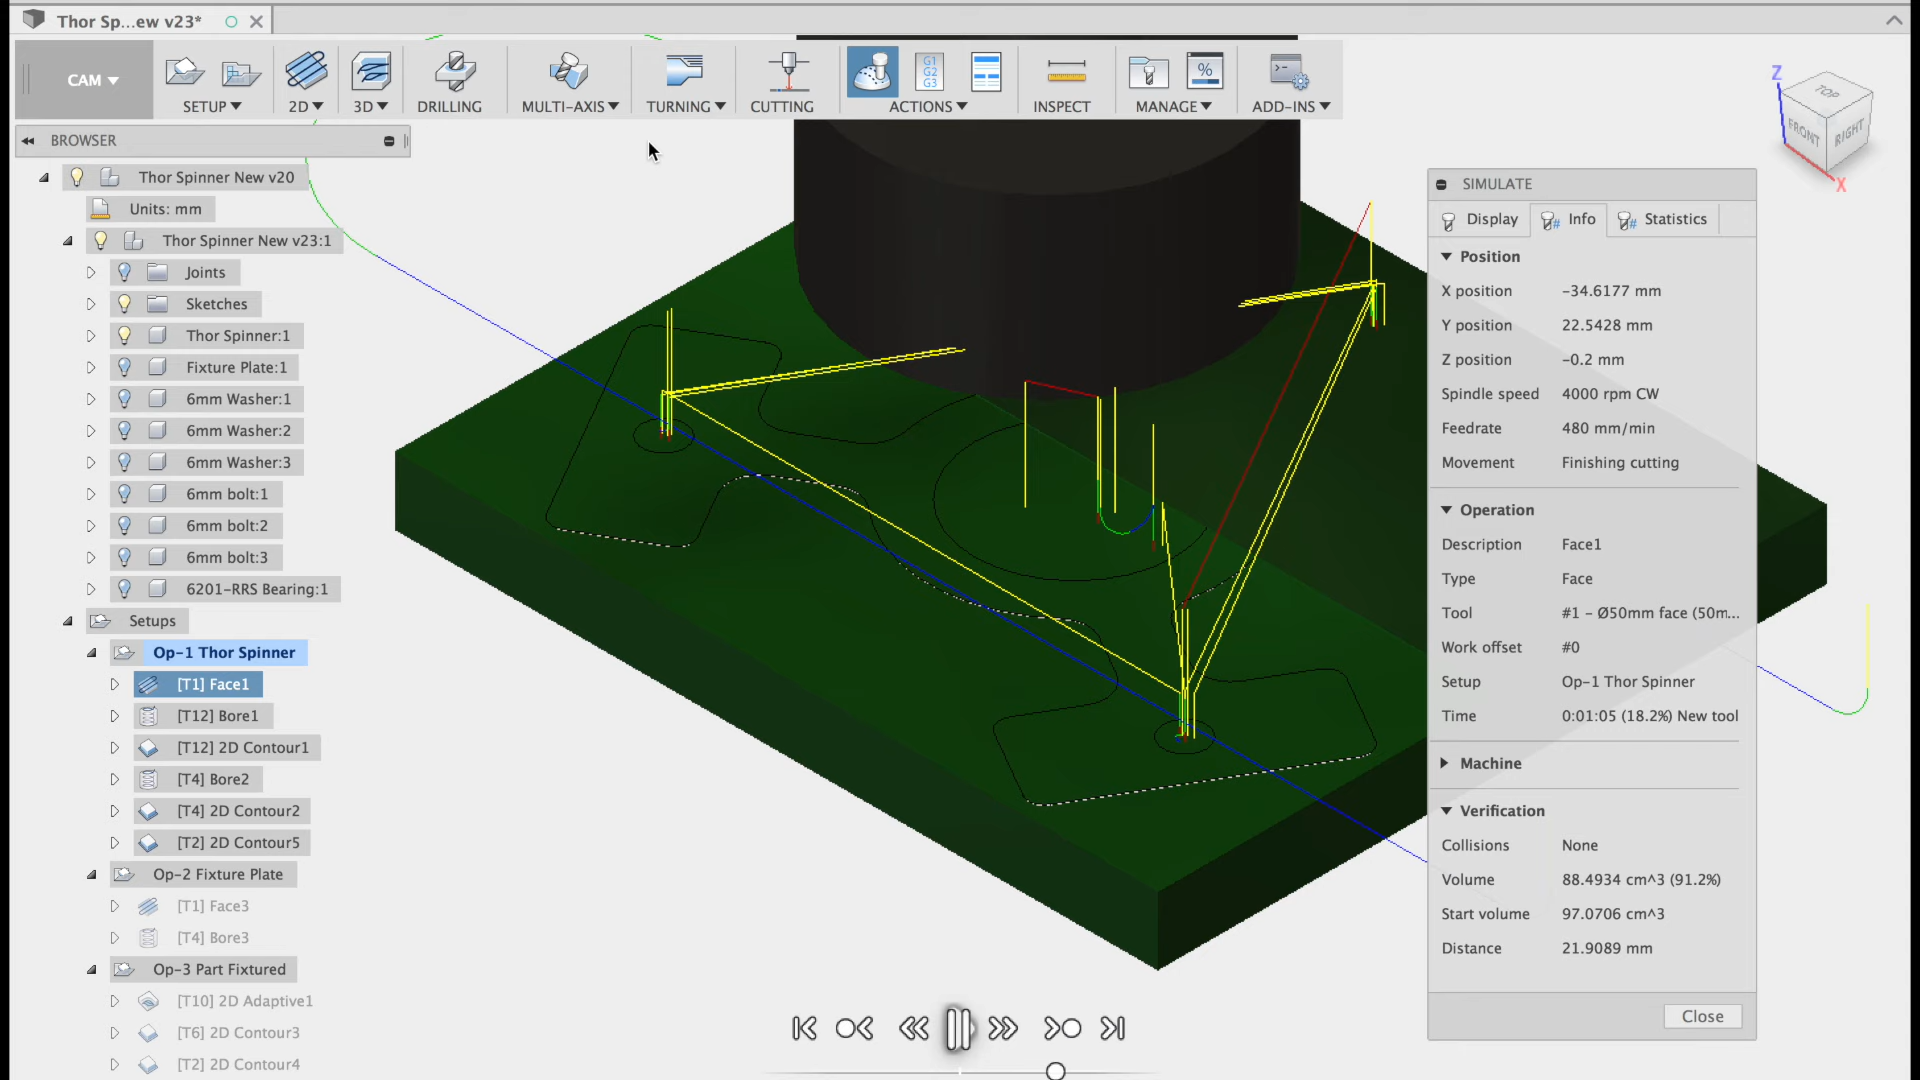 Thor Sp...ew v23*
CAM
SETUP
2D
3D
DRILLING
MULTI-AXIS
TURNING
CUTTING
G1
G2
G3
ACTIONS
INSPECT
%
MANAGE
ADD-INS
BROWSER
Thor Spinner New v20
Units: mm
Thor Spinner New v23:1
Joints
Sketches
Thor Spinner:1
Fixture Plate:1
6mm Washer:1
6mm Washer:2
6mm Washer:3
6mm bolt:1
6mm bolt:2
6mm bolt:3
6201-RRS Bearing:1
Setups
Op-1 Thor Spinner
[T1] Face1
[T12] Bore1
[T12] 2D Contour1
[T4] Bore2
[T4] 2D Contour2
[T2] 2D Contour5
Op-2 Fixture Plate
[T1] Face3
[T4] Bore3
Op-3 Part Fixtured
[T10] 2D Adaptive1
[T6] 2D Contour3
[T2] 2D Contour4
Z
TOP
FRONT
RIGHT
X
SIMULATE
Display
Info
Statistics
Position
X position -34.6177 mm
Y position 22.5428 mm
Z position -0.2 mm
Spindle speed 4000 rpm CW
Feedrate 480 mm/min
Movement Finishing cutting
Operation
Description Face1
Type Face
Tool #1 - Ø50mm face (50m...
Work offset #0
Setup Op-1 Thor Spinner
Time 0:01:05 (18.2%) New tool
Machine
Verification
Collisions None
Volume 88.4934 cm^3 (91.2%)
Start volume 97.0706 cm^3
Distance 21.9089 mm
Close